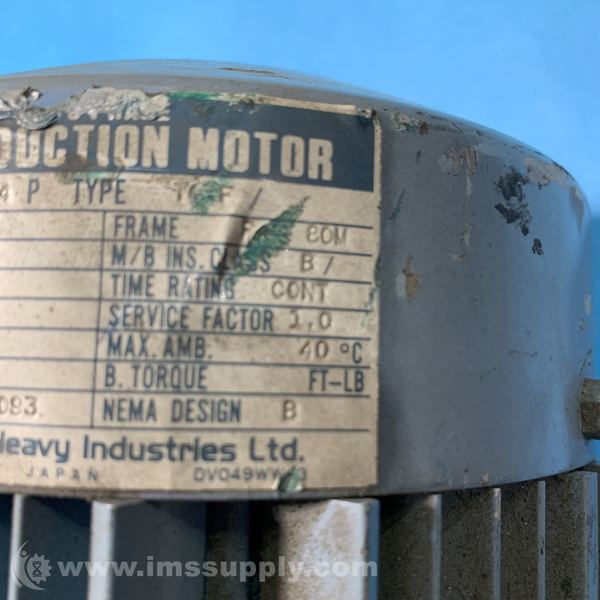 DUCTION MOTOR
4 P TYPE
FRAME F 80M
M/B INS. CLASS B/
TIME RATING CONT
SERVICE FACTOR 1.0
MAX. AMB. 40 °C
B. TORQUE FT-LB
093. NEMA DESIGN B
Heavy Industries Ltd.
JAPAN
www.imssupply.com